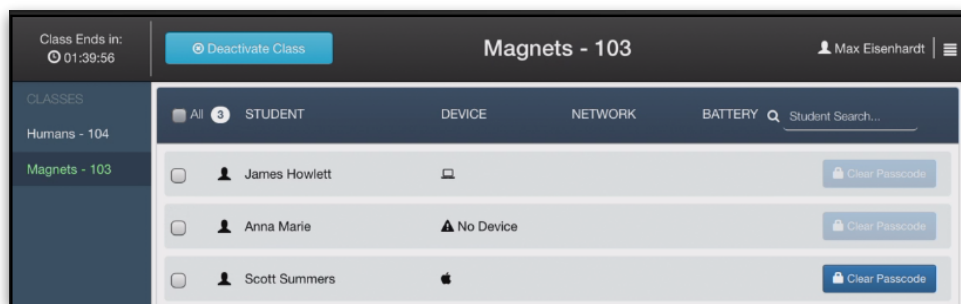 Class Ends in:
01:39:56
Deactivate Class
Magnets - 103
Max Eisenhardt
CLASSES
Humans - 104
Magnets - 103
All 3 STUDENT DEVICE NETWORK BATTERY Student Search...
James Howlett Clear Passcode
Anna Marie No Device Clear Passcode
Scott Summers Clear Passcode